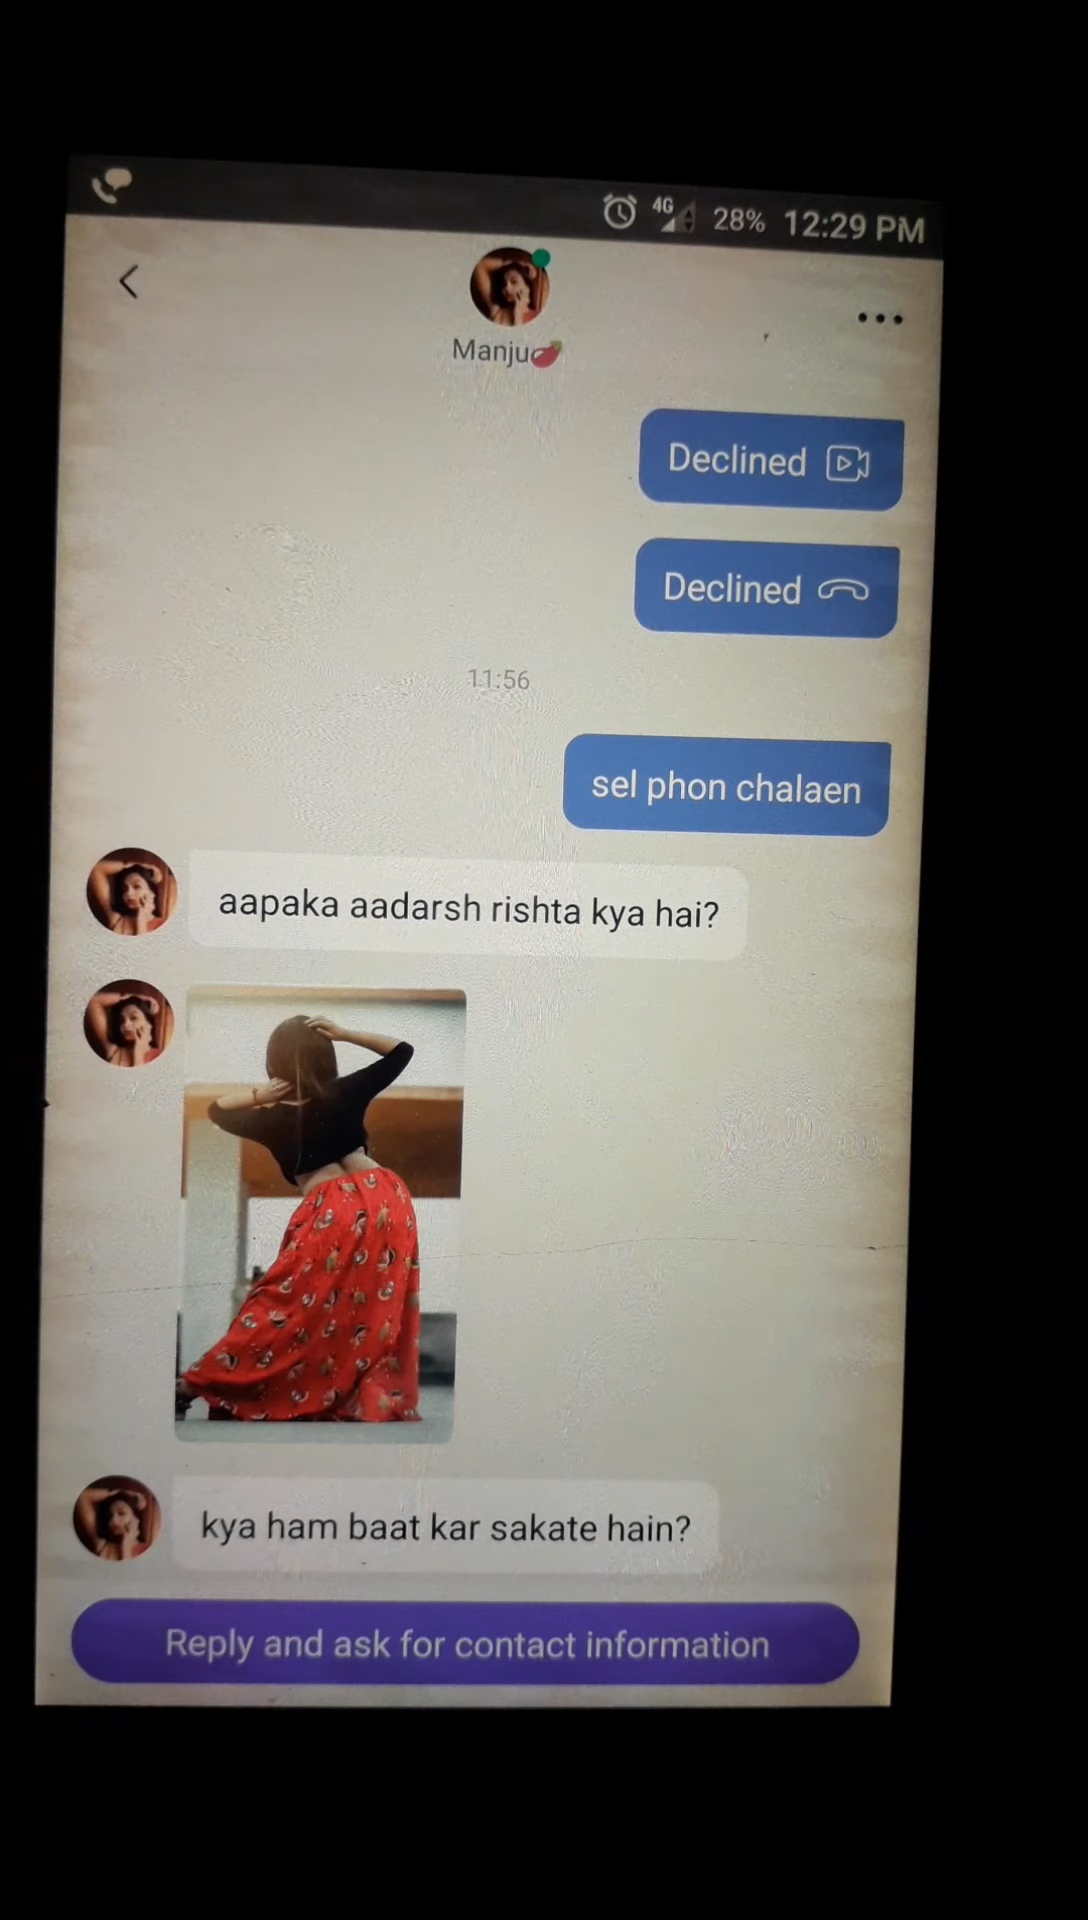 4G 28% 12:29 PM
Manju🍆
Declined
Declined
11:56
sel phon chalaen
aapaka aadarsh rishta kya hai?
kya ham baat kar sakate hain?
Reply and ask for contact information